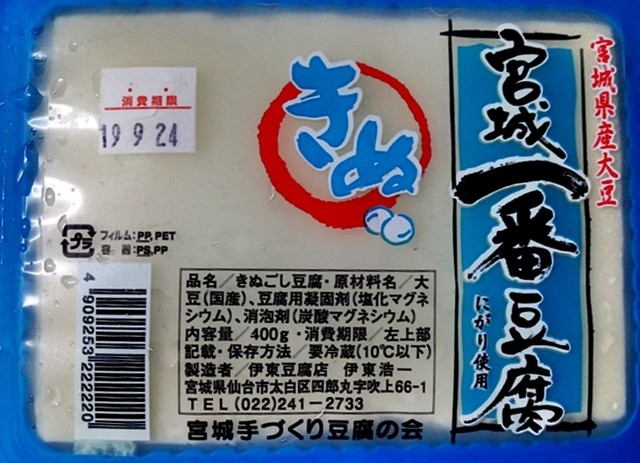 宮城県産大豆
宮城一番豆腐
にがり使用
きぬ
消費期限
19 9 24
プラ
フィルム:PP,PET
容器:PS,PP
品名/きぬごし豆腐・原材料名/大
豆(国産)、豆腐用凝固剤(塩化マグネ
シウム)、消泡剤(炭酸マグネシウム)
内容量/400g・消費期限/左上部
記載・保存方法/要冷蔵(10℃以下)
製造者/伊東豆腐店 伊東浩一
宮城県仙台市太白区四郎丸字吹上66-1
TEL(022)241-2733
宮城手づくり豆腐の会
4 909253 222220